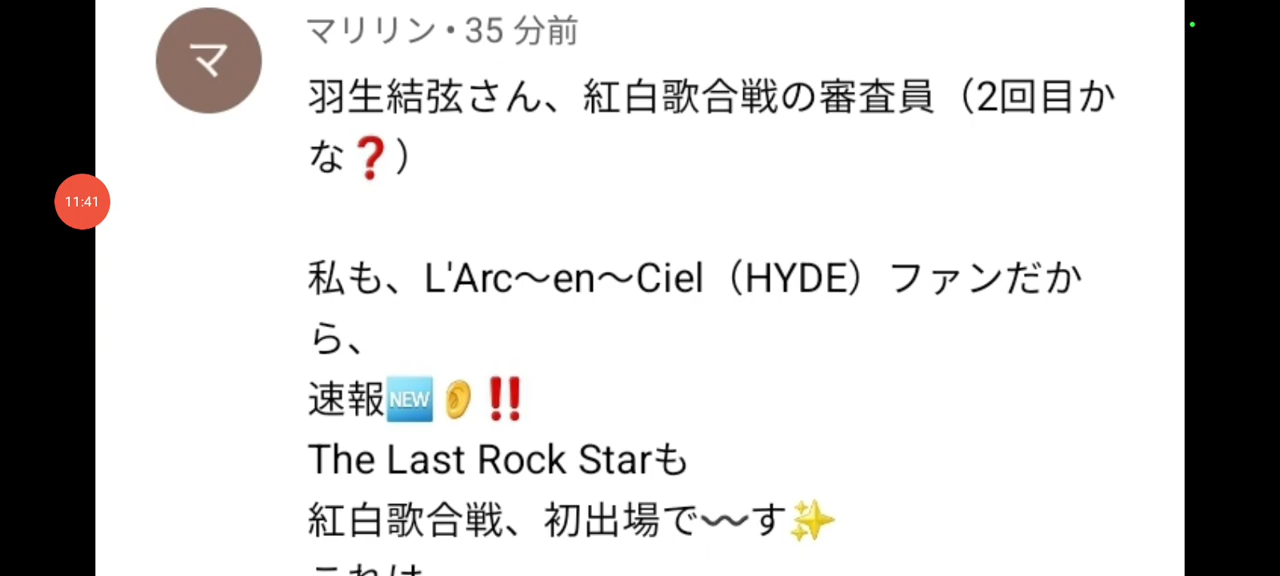 マ
マリリン • 35 分前
羽生結弦さん、紅白歌合戦の審査員（2回目か
な❓）
11:41
私も、L'Arc〜en〜Ciel（HYDE）ファンだか
ら、
速報🆕👂‼️
The Last Rock Starも
紅白歌合戦、初出場で〰️す✨
これは